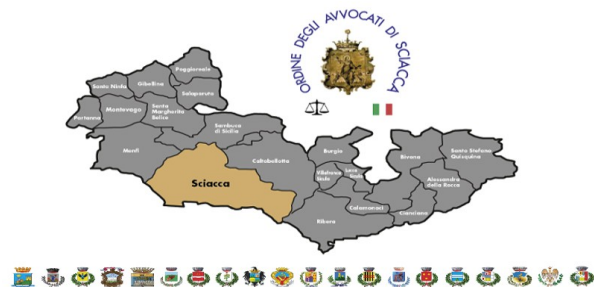 ORDINE DEGLI AVVOCATI DI SCIACCA
Poggioreale
Santa Ninfa
Gibellina
Salaparuta
Partanna
Montevago
Santa
Margherita
Belice
Sambuca
di Sicilia
Menfi
Sciacca
Caltabellotta
Burgio
Villafranca
Sicula
Lucca
Sicula
Bivona
Santo Stefano
Quisquina
Alessandria
della Rocca
Calamonaci
Cianciana
Ribera